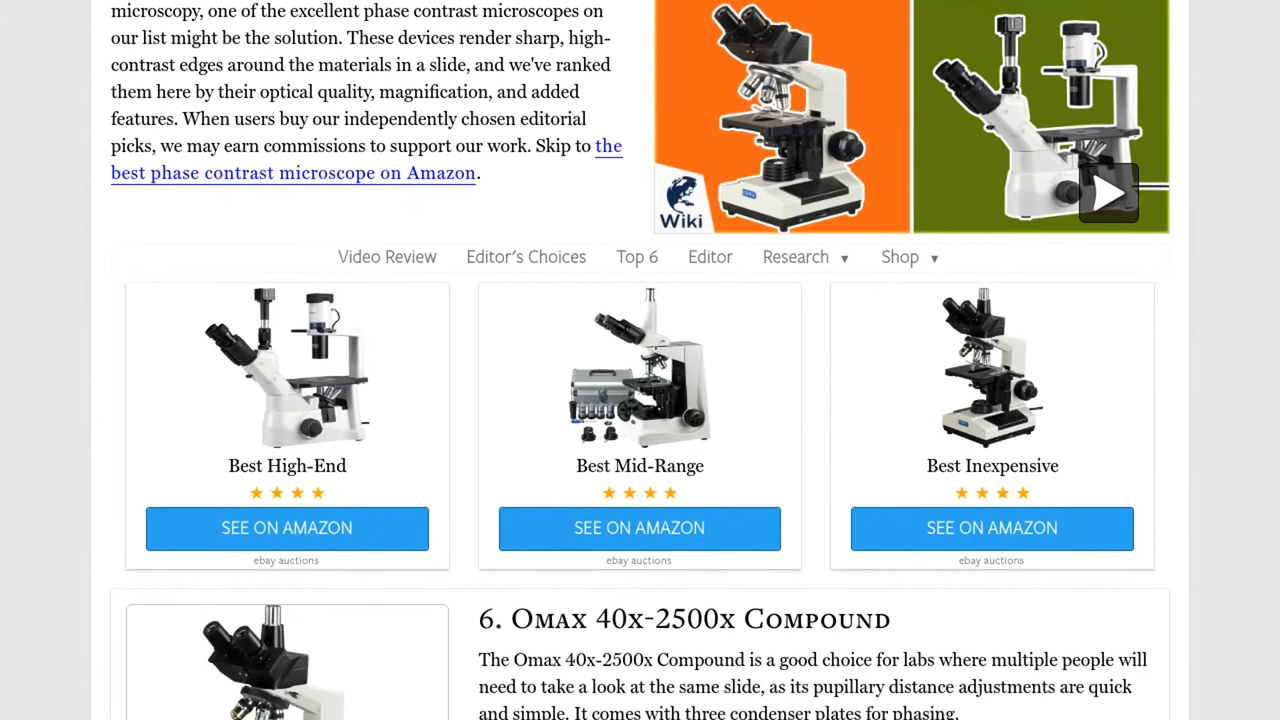 microscopy, one of the excellent phase contrast microscopes on
our list might be the solution. These devices render sharp, high-
contrast edges around the materials in a slide, and we've ranked
them here by their optical quality, magnification, and added
features. When users buy our independently chosen editorial
picks, we may earn commissions to support our work. Skip to the
best phase contrast microscope on Amazon.
Wiki
Video Review Editor's Choices Top 6 Editor Research ▼ Shop ▼
Best High-End
SEE ON AMAZON
ebay auctions
Best Mid-Range
SEE ON AMAZON
ebay auctions
Best Inexpensive
SEE ON AMAZON
ebay auctions
6. Omax 40x-2500x Compound
The Omax 40x-2500x Compound is a good choice for labs where multiple people will
need to take a look at the same slide, as its pupillary distance adjustments are quick
and simple. It comes with three condenser plates for phasing.